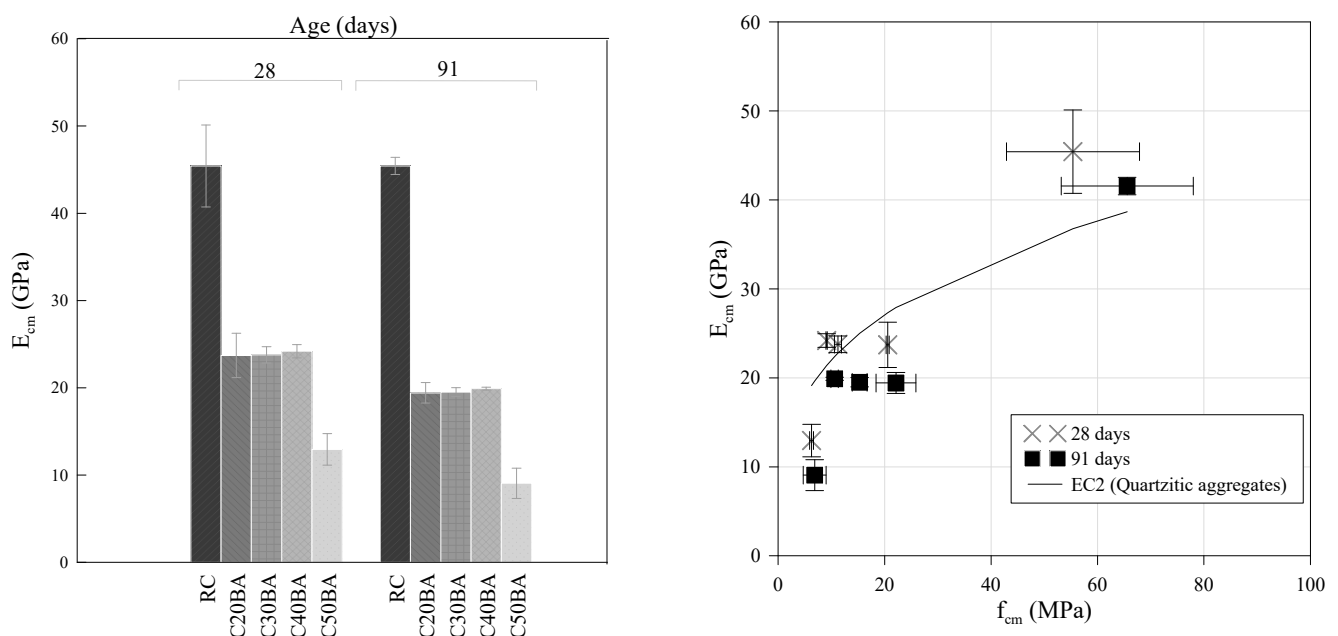 Age (days)
28
91
60
50
40
30
20
10
0
E_cm (GPa)
RC
C20BA
C30BA
C40BA
C50BA
RC
C20BA
C30BA
C40BA
C50BA
60
50
40
30
20
10
0
E_cm (GPa)
28 days
91 days
EC2 (Quartzitic aggregates)
0
20
40
60
80
100
f_cm (MPa)